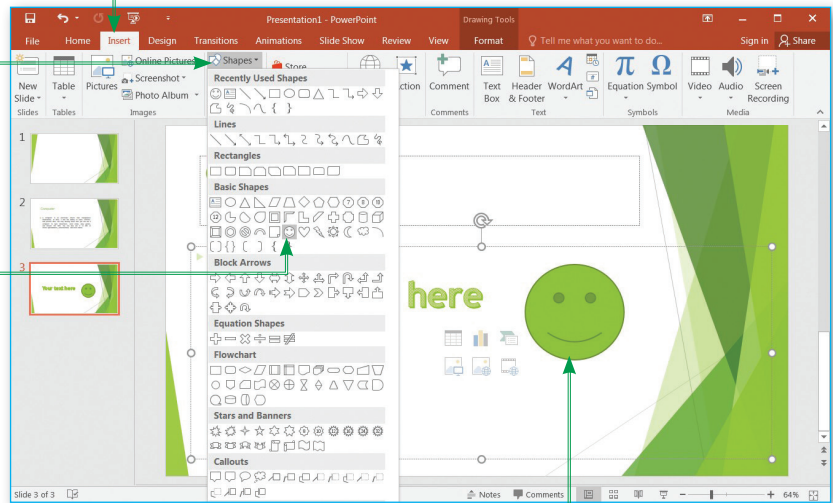 Presentation1 - PowerPoint
Drawing Tools
File Home Insert Design Transitions Animations Slide Show Review View Format Tell me what you want to do... Sign in Share
New Slide
Table
Pictures
Online Pictures
Screenshot
Photo Album
Shapes
Store
Comment
Text Box
Header & Footer
WordArt
Equation
Symbol
Video
Audio
Screen Recording
Slides
Tables
Images
Comments
Text
Symbols
Media
Recently Used Shapes
Lines
Rectangles
Basic Shapes
Block Arrows
Equation Shapes
Flowchart
Stars and Banners
Callouts
1
2
3
Your text here
here
Slide 3 of 3
Notes
Comments
64%